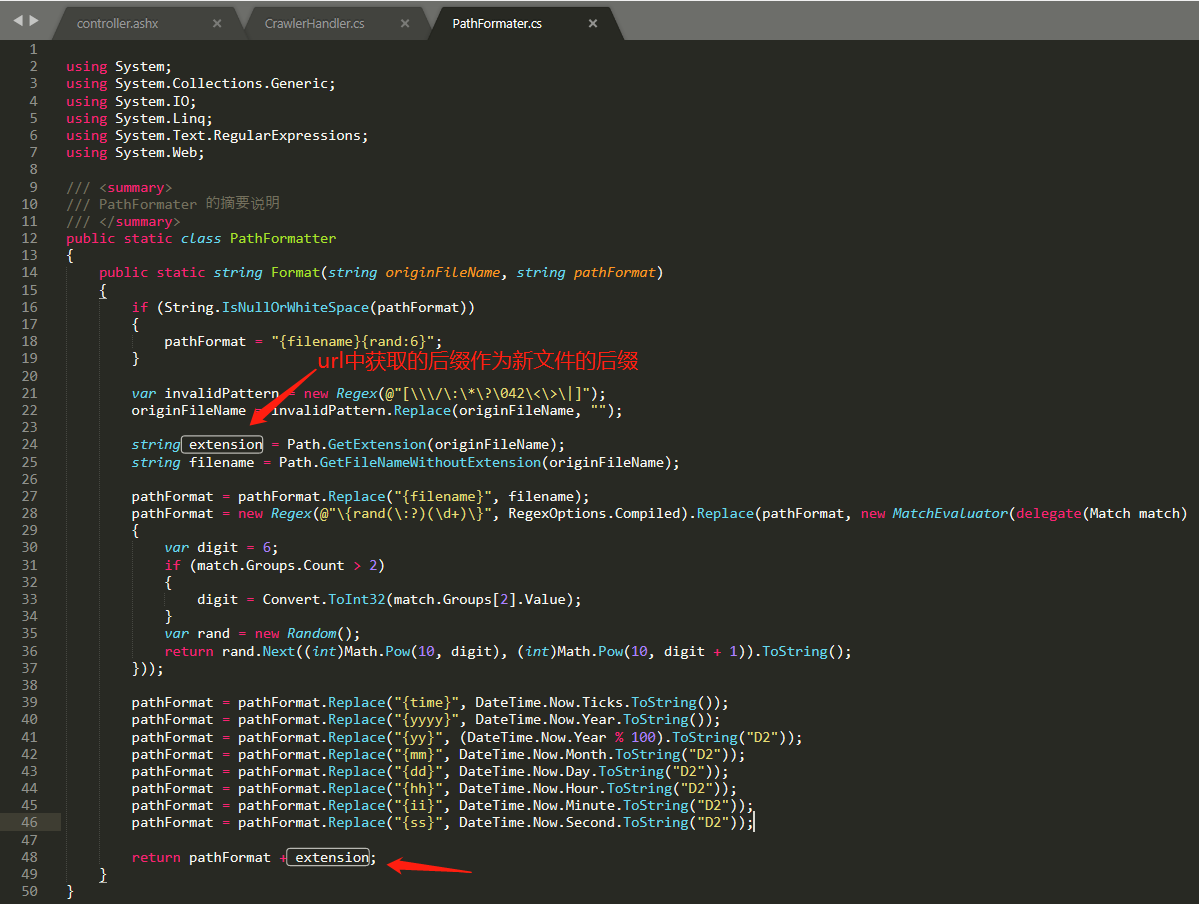 controller.ashx × CrawlerHandler.cs × PathFormater.cs ×
1
2 using System;
3 using System.Collections.Generic;
4 using System.IO;
5 using System.Linq;
6 using System.Text.RegularExpressions;
7 using System.Web;
8
9 /// <summary>
10 /// PathFormater 的摘要说明
11 /// </summary>
12 public static class PathFormatter
13 {
14 public static string Format(string originFileName, string pathFormat)
15 {
16 if (String.IsNullOrWhiteSpace(pathFormat))
17 {
18 pathFormat = "{filename}{rand:6}";
19 }
url中获取的后缀作为新文件的后缀
20
21 var invalidPattern = new Regex(@"[\\\/\:\*\?\042\<\>\|]");
22 originFileName = invalidPattern.Replace(originFileName, "");
23
24 string extension = Path.GetExtension(originFileName);
25 string filename = Path.GetFileNameWithoutExtension(originFileName);
26
27 pathFormat = pathFormat.Replace("{filename}", filename);
28 pathFormat = new Regex(@"\{rand(\:?)(\d+)\}", RegexOptions.Compiled).Replace(pathFormat, new MatchEvaluator(delegate(Match match)
29 {
30 var digit = 6;
31 if (match.Groups.Count > 2)
32 {
33 digit = Convert.ToInt32(match.Groups[2].Value);
34 }
35 var rand = new Random();
36 return rand.Next((int)Math.Pow(10, digit), (int)Math.Pow(10, digit + 1)).ToString();
37 }));
38
39 pathFormat = pathFormat.Replace("{time}", DateTime.Now.Ticks.ToString());
40 pathFormat = pathFormat.Replace("{yyyy}", DateTime.Now.Year.ToString());
41 pathFormat = pathFormat.Replace("{yy}", (DateTime.Now.Year % 100).ToString("D2"));
42 pathFormat = pathFormat.Replace("{mm}", DateTime.Now.Month.ToString("D2"));
43 pathFormat = pathFormat.Replace("{dd}", DateTime.Now.Day.ToString("D2"));
44 pathFormat = pathFormat.Replace("{hh}", DateTime.Now.Hour.ToString("D2"));
45 pathFormat = pathFormat.Replace("{ii}", DateTime.Now.Minute.ToString("D2"));
46 pathFormat = pathFormat.Replace("{ss}", DateTime.Now.Second.ToString("D2"));
47
48 return pathFormat + extension;
49 }
50 }